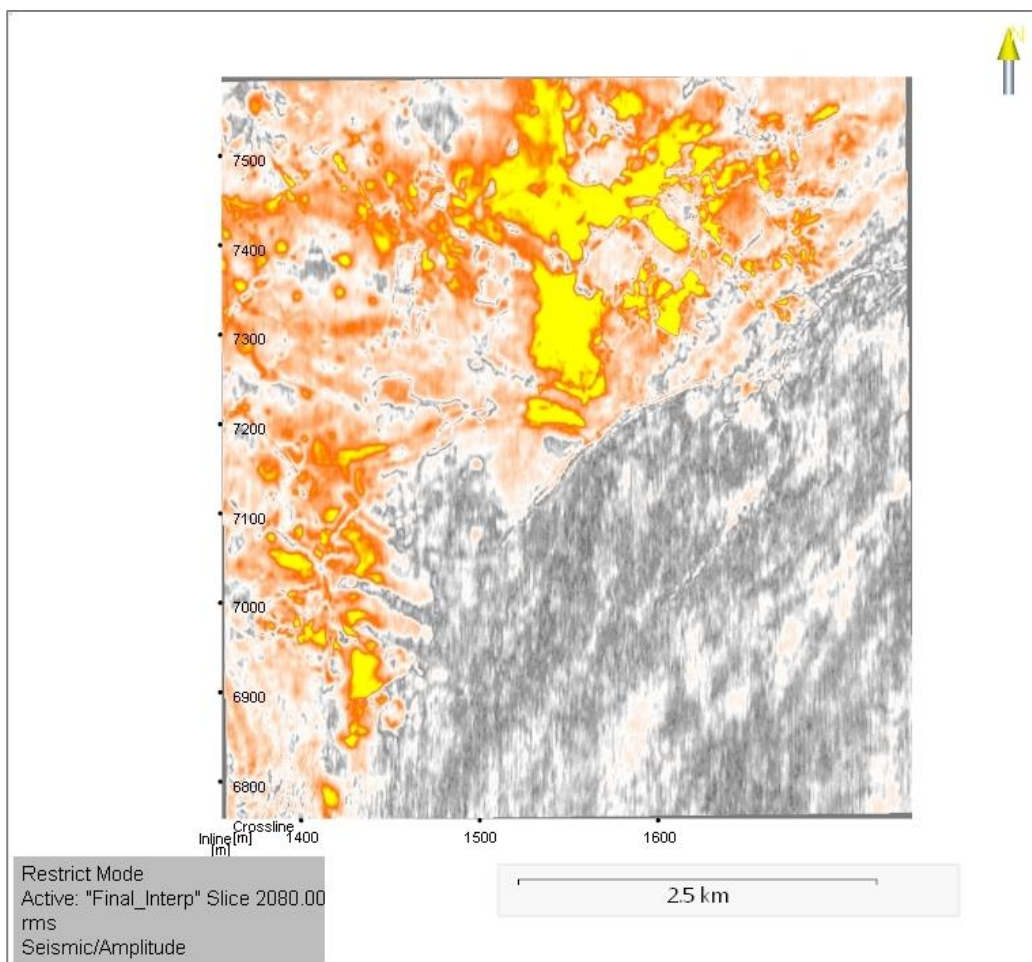 N
7500
7400
7300
7200
7100
7000
6900
6800
Crossline
Inline [m] 1400 1500 1600
[m]
Restrict Mode
Active: "Final_Interp" Slice 2080.00
rms
Seismic/Amplitude
2.5 km